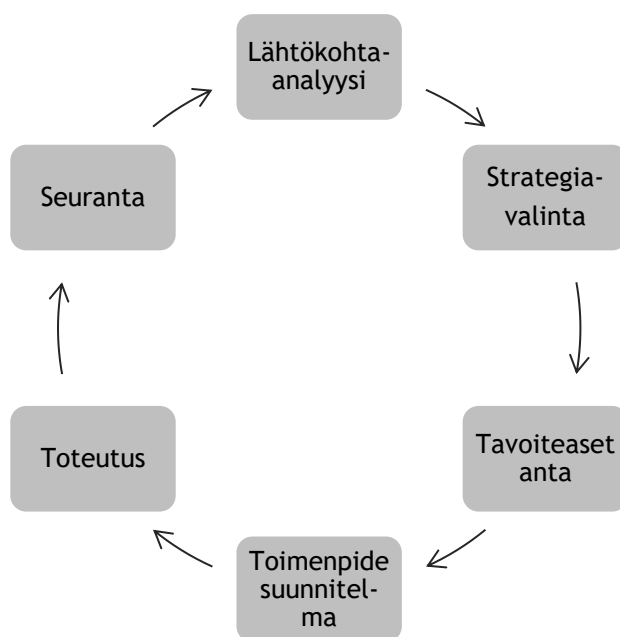 Lähtökohta-
analyysi
Strategia-
valinta
Tavoiteaset
anta
Toimenpide
suunnitel-
ma
Toteutus
Seuranta